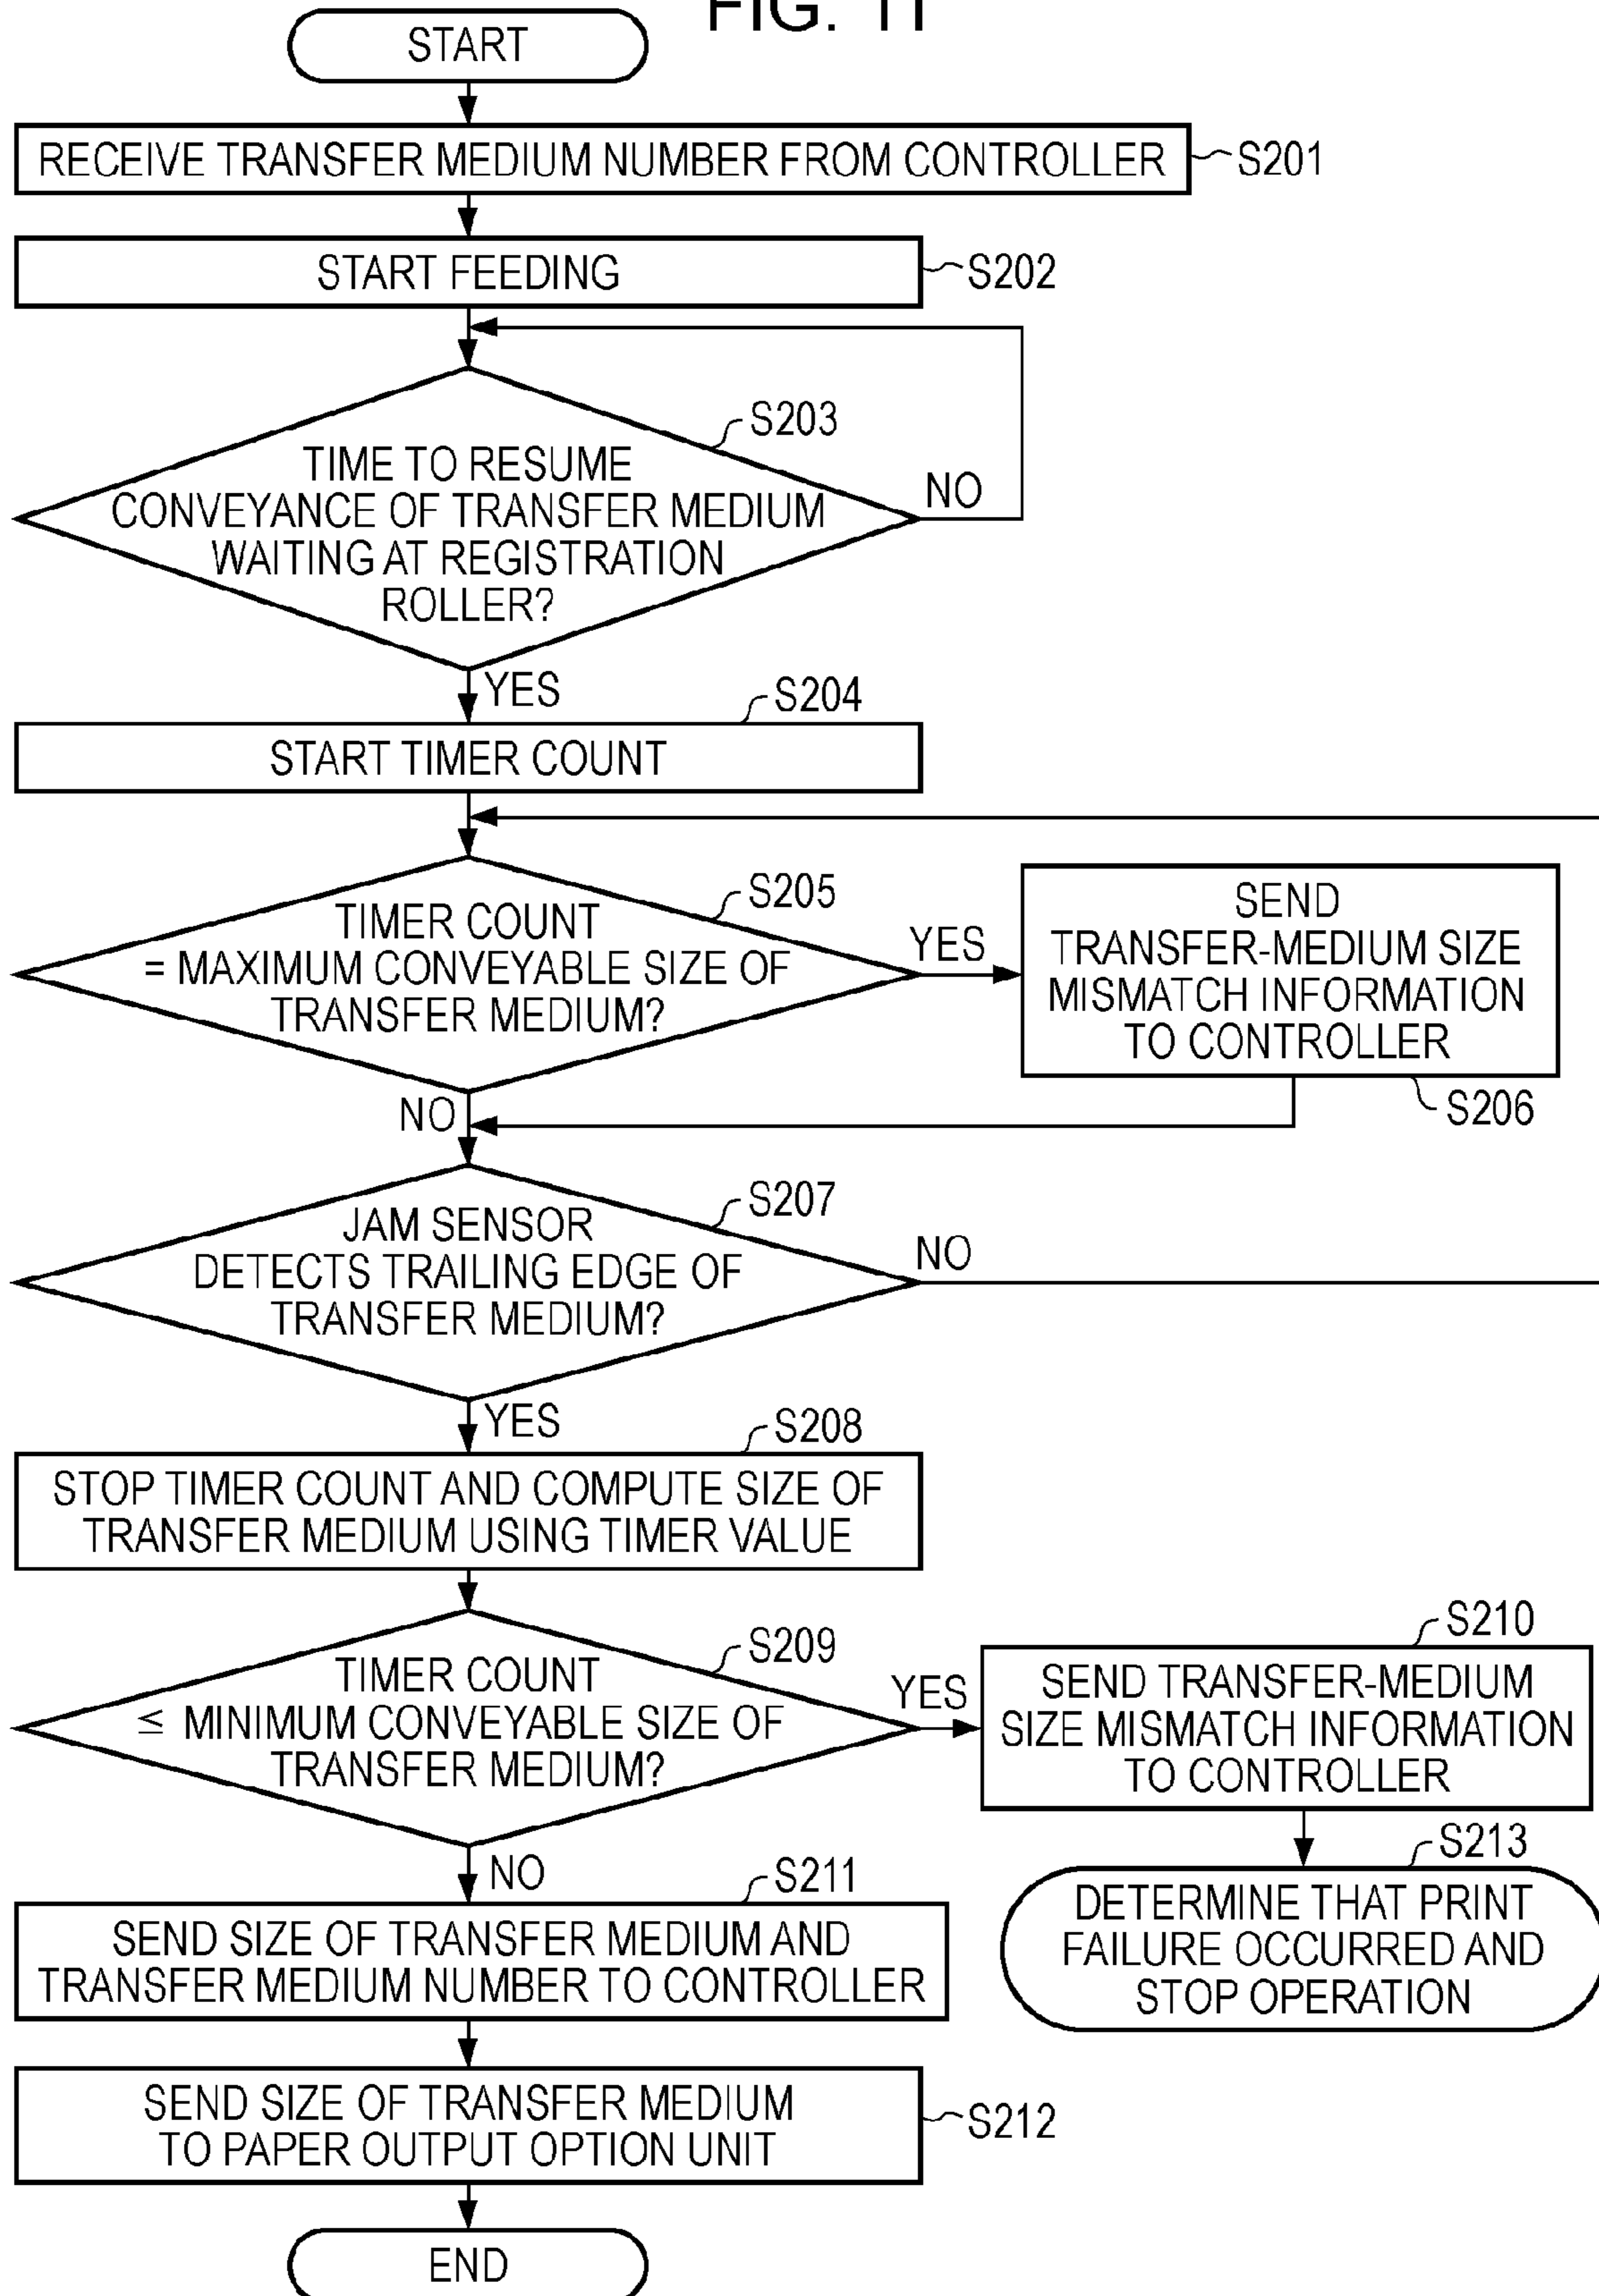 FIG. 11
START
RECEIVE TRANSFER MEDIUM NUMBER FROM CONTROLLER
S201
START FEEDING
S202
S203
TIME TO RESUME
CONVEYANCE OF TRANSFER MEDIUM
WAITING AT REGISTRATION
ROLLER?
NO
YES
S204
START TIMER COUNT
S205
TIMER COUNT
= MAXIMUM CONVEYABLE SIZE OF
TRANSFER MEDIUM?
YES
SEND
TRANSFER-MEDIUM SIZE
MISMATCH INFORMATION
TO CONTROLLER
S206
NO
S207
JAM SENSOR
DETECTS TRAILING EDGE OF
TRANSFER MEDIUM?
NO
YES
S208
STOP TIMER COUNT AND COMPUTE SIZE OF
TRANSFER MEDIUM USING TIMER VALUE
S209
TIMER COUNT
≤ MINIMUM CONVEYABLE SIZE OF
TRANSFER MEDIUM?
YES
S210
SEND TRANSFER-MEDIUM
SIZE MISMATCH INFORMATION
TO CONTROLLER
S213
DETERMINE THAT PRINT
FAILURE OCCURRED AND
STOP OPERATION
NO
S211
SEND SIZE OF TRANSFER MEDIUM AND
TRANSFER MEDIUM NUMBER TO CONTROLLER
SEND SIZE OF TRANSFER MEDIUM
TO PAPER OUTPUT OPTION UNIT
S212
END